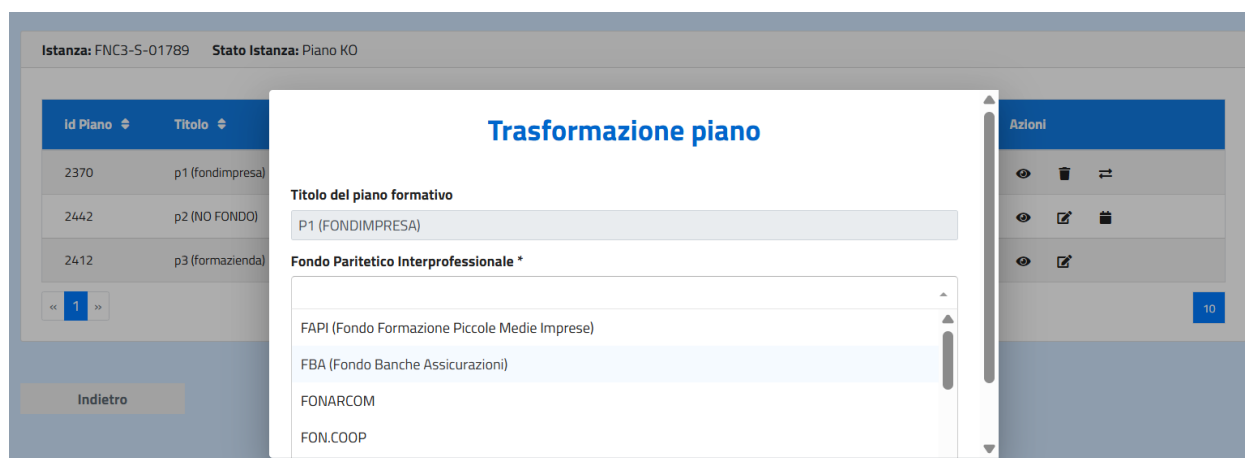 Istanza: FNC3-S-01789 Stato Istanza: Piano KO
Trasformazione piano
id Piano Titolo Azioni
2370 p1 (fondimpresa)
Titolo del piano formativo
P1 (FONDIMPRESA)
2442 p2 (NO FONDO)
2412 p3 (formazienda)
Fondo Paritetico Interprofessionale *
« 1 » 10
FAPI (Fondo Formazione Piccole Medie Imprese)
FBA (Fondo Banche Assicurazioni)
Indietro
FONARCOM
FON.COOP